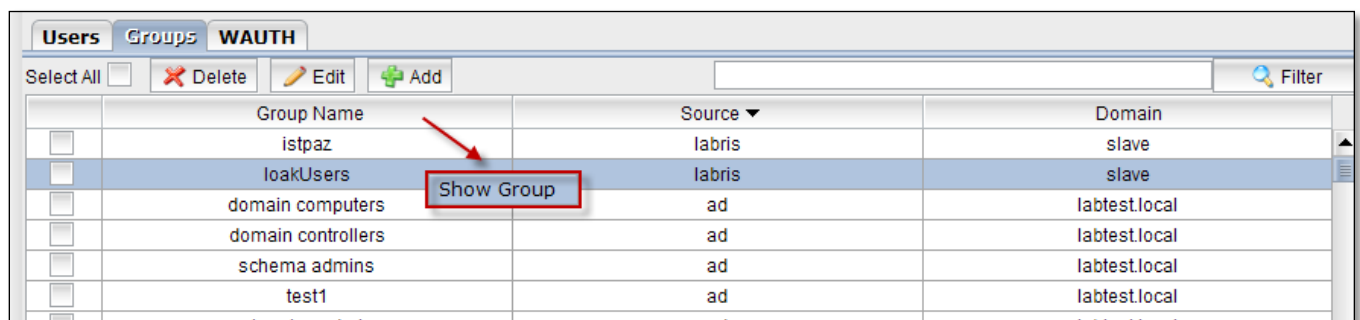 Users Groups WAUTH
Select All Delete Edit Add Filter
Group Name Source Domain
istpaz labris slave
loakUsers labris slave
Show Group
domain computers ad labtest.local
domain controllers ad labtest.local
schema admins ad labtest.local
test1 ad labtest.local